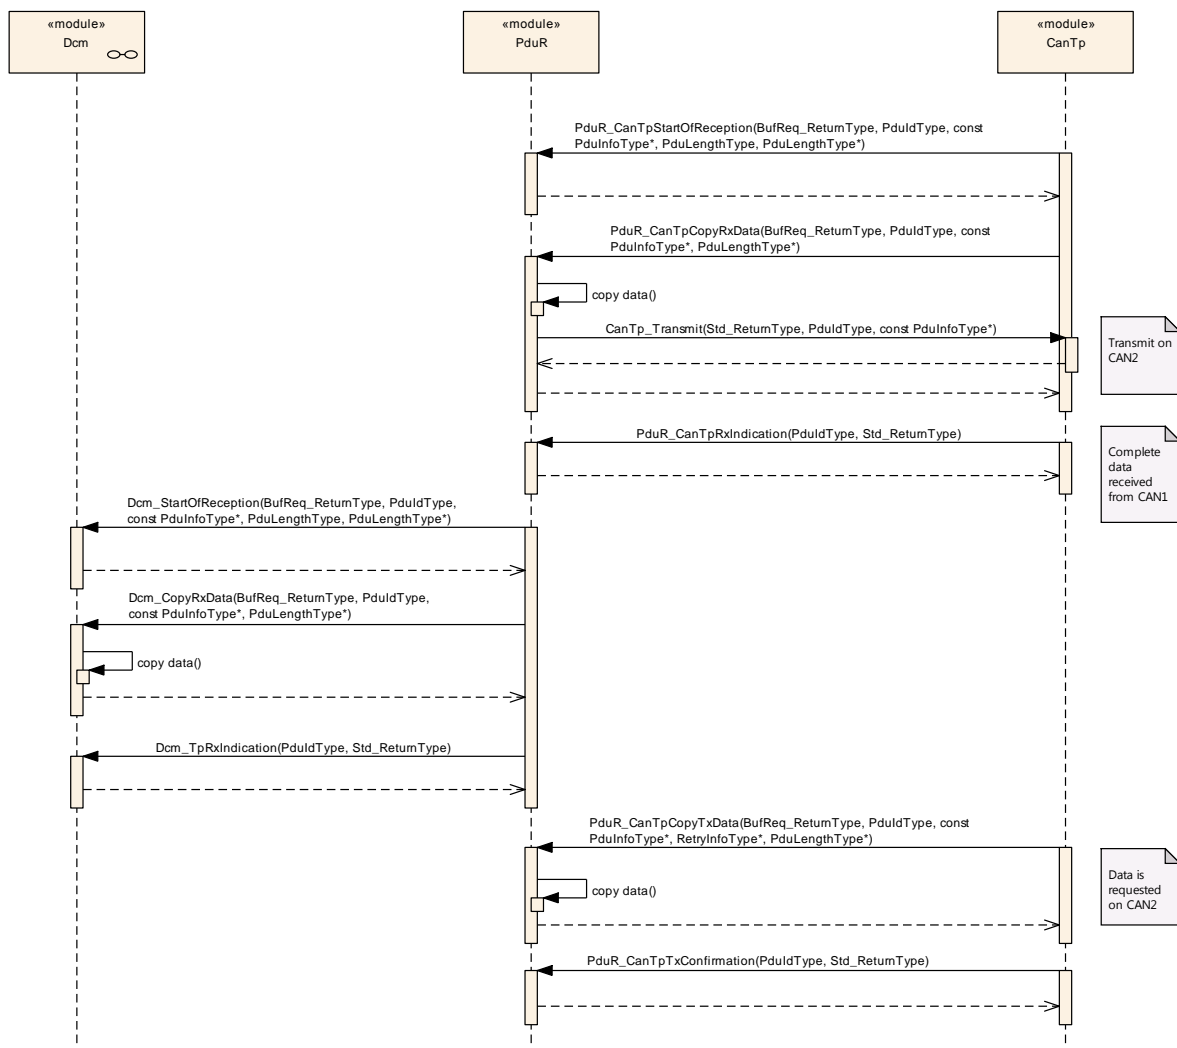 «module»
Dcm
«module»
PduR
«module»
CanTp
PduR_CanTpStartOfReception(BufReq_ReturnType, PduIdType, const
PduInfoType*, PduLengthType, PduLengthType*)
PduR_CanTpCopyRxData(BufReq_ReturnType, PduIdType, const
PduInfoType*, PduLengthType*)
copy data()
CanTp_Transmit(Std_ReturnType, PduIdType, const PduInfoType*)
Transmit on
CAN2
PduR_CanTpRxIndication(PduIdType, Std_ReturnType)
Complete
data
received
from CAN1
Dcm_StartOfReception(BufReq_ReturnType, PduIdType,
const PduInfoType*, PduLengthType, PduLengthType*)
Dcm_CopyRxData(BufReq_ReturnType, PduIdType,
const PduInfoType*, PduLengthType*)
copy data()
Dcm_TpRxIndication(PduIdType, Std_ReturnType)
PduR_CanTpCopyTxData(BufReq_ReturnType, PduIdType, const
PduInfoType*, RetryInfoType*, PduLengthType*)
copy data()
Data is
requested
on CAN2
PduR_CanTpTxConfirmation(PduIdType, Std_ReturnType)